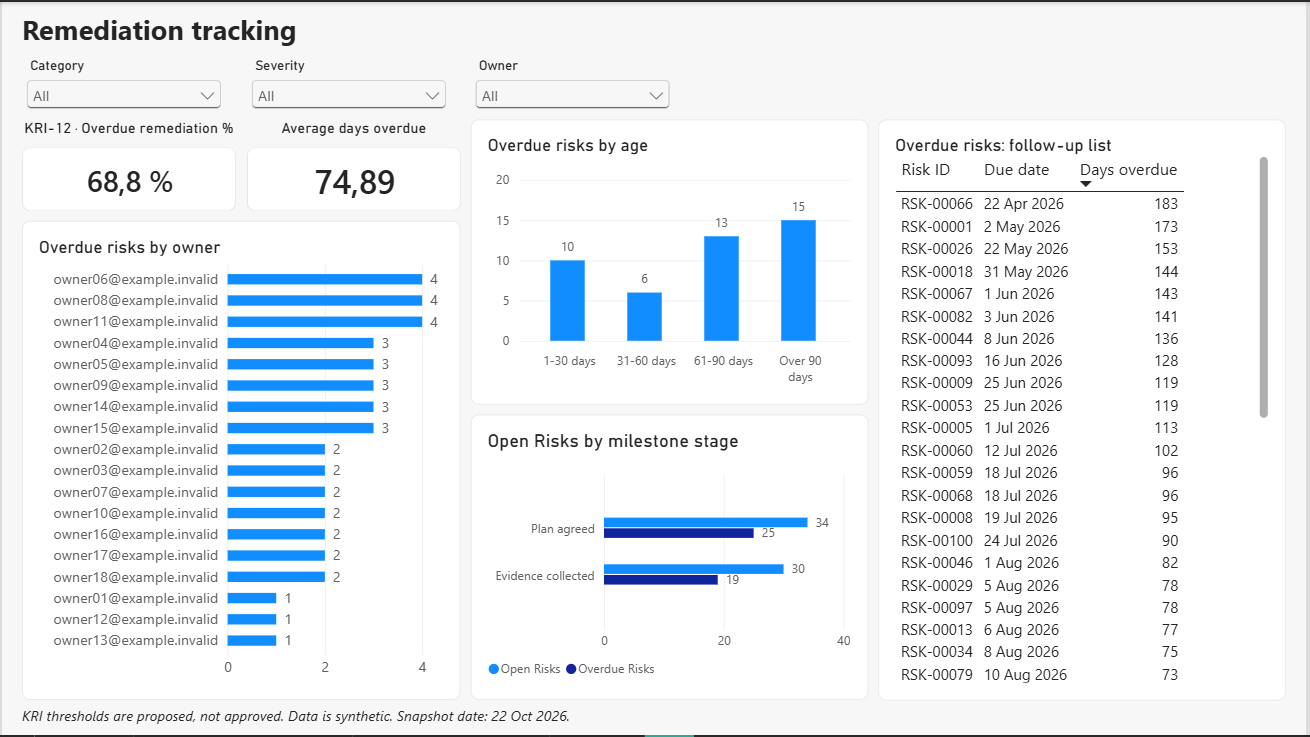 Remediation tracking
Category
Severity
Owner
All
All
All
KRI-12 · Overdue remediation %
Average days overdue
68,8 %
74,89
Overdue risks by owner
owner06@example.invalid 4
owner08@example.invalid 4
owner11@example.invalid 4
owner04@example.invalid 3
owner05@example.invalid 3
owner09@example.invalid 3
owner14@example.invalid 3
owner15@example.invalid 3
owner02@example.invalid 2
owner03@example.invalid 2
owner07@example.invalid 2
owner10@example.invalid 2
owner16@example.invalid 2
owner17@example.invalid 2
owner18@example.invalid 2
owner01@example.invalid 1
owner12@example.invalid 1
owner13@example.invalid 1
0 2 4
Overdue risks by age
20
15
10
5
0
10
6
13
15
1-30 days
31-60 days
61-90 days
Over 90
days
Open Risks by milestone stage
Plan agreed
34
25
Evidence collected
30
19
0 20 40
Open Risks
Overdue Risks
Overdue risks: follow-up list
Risk ID Due date Days overdue
RSK-00066 22 Apr 2026 183
RSK-00001 2 May 2026 173
RSK-00026 22 May 2026 153
RSK-00018 31 May 2026 144
RSK-00067 1 Jun 2026 143
RSK-00082 3 Jun 2026 141
RSK-00044 8 Jun 2026 136
RSK-00093 16 Jun 2026 128
RSK-00009 25 Jun 2026 119
RSK-00053 25 Jun 2026 119
RSK-00005 1 Jul 2026 113
RSK-00060 12 Jul 2026 102
RSK-00059 18 Jul 2026 96
RSK-00068 18 Jul 2026 96
RSK-00008 19 Jul 2026 95
RSK-00100 24 Jul 2026 90
RSK-00046 1 Aug 2026 82
RSK-00029 5 Aug 2026 78
RSK-00097 5 Aug 2026 78
RSK-00013 6 Aug 2026 77
RSK-00034 8 Aug 2026 75
RSK-00079 10 Aug 2026 73
KRI thresholds are proposed, not approved. Data is synthetic. Snapshot date: 22 Oct 2026.